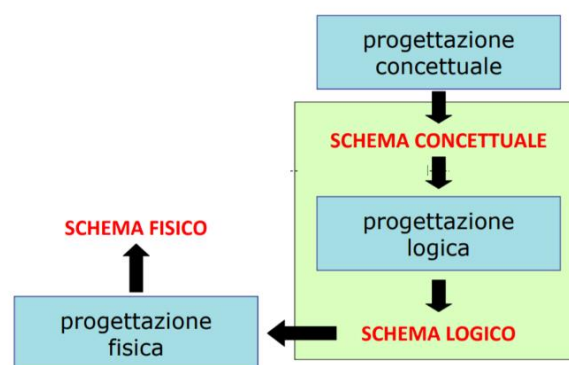 progettazione
concettuale
SCHEMA CONCETTUALE
progettazione
logica
SCHEMA LOGICO
progettazione
fisica
SCHEMA FISICO